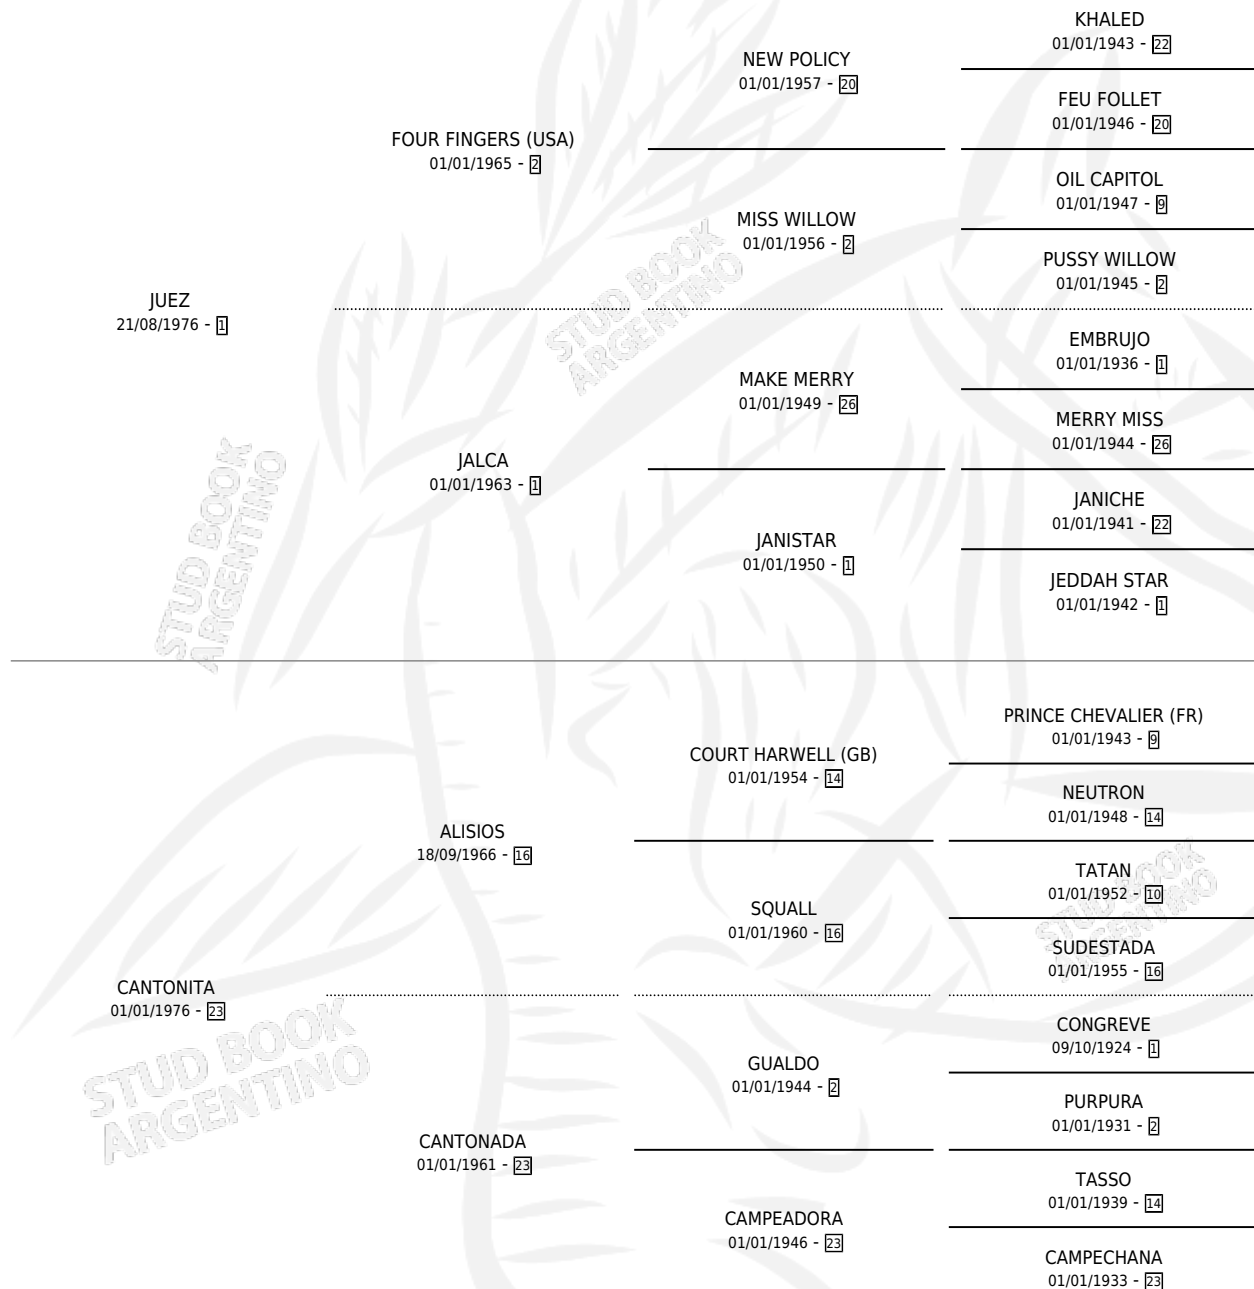 JUEZ
21/08/1976 - 1
FOUR FINGERS (USA)
01/01/1965 - 2
NEW POLICY
01/01/1957 - 20
KHALED
01/01/1943 - 22
FEU FOLLET
01/01/1946 - 20
MISS WILLOW
01/01/1956 - 2
OIL CAPITOL
01/01/1947 - 9
PUSSY WILLOW
01/01/1945 - 2
JALCA
01/01/1963 - 1
MAKE MERRY
01/01/1949 - 26
EMBRUJO
01/01/1936 - 1
MERRY MISS
01/01/1944 - 26
JANISTAR
01/01/1950 - 1
JANICHE
01/01/1941 - 22
JEDDAH STAR
01/01/1942 - 1
CANTONITA
01/01/1976 - 23
ALISIOS
18/09/1966 - 16
COURT HARWELL (GB)
01/01/1954 - 14
PRINCE CHEVALIER (FR)
01/01/1943 - 9
NEUTRON
01/01/1948 - 14
SQUALL
01/01/1960 - 16
TATAN
01/01/1952 - 10
SUDESTADA
01/01/1955 - 16
CANTONADA
01/01/1961 - 23
GUALDO
01/01/1944 - 2
CONGREVE
09/10/1924 - 1
PURPURA
01/01/1931 - 2
CAMPEADORA
01/01/1946 - 23
TASSO
01/01/1939 - 14
CAMPECHANA
01/01/1933 - 23
STUD BOOK
ARGENTINO
STUD BOOK
ARGENTINO
STUD BOOK
ARGENTINO
STUD BOOK
ARGENTINO